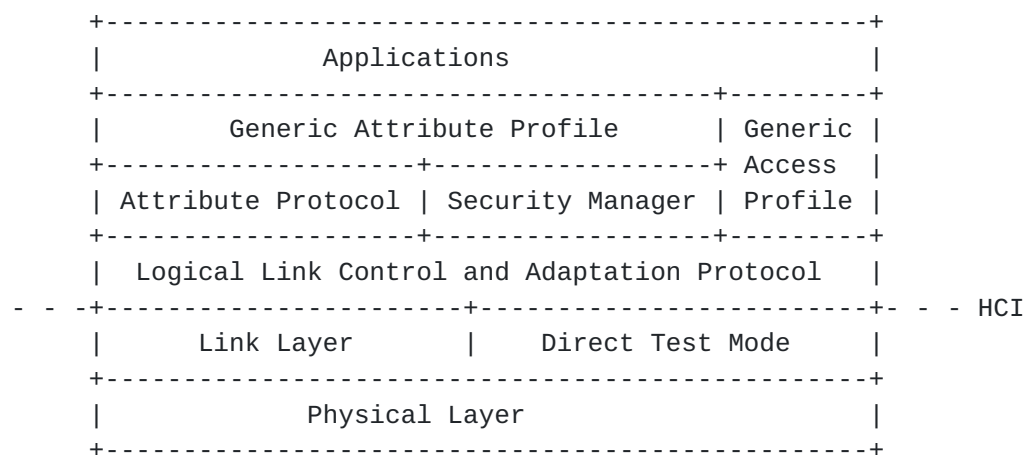 Applications
Generic Attribute Profile | Generic
Access
Attribute Protocol | Security Manager | Profile
Logical Link Control and Adaptation Protocol
HCI
Link Layer | Direct Test Mode
Physical Layer